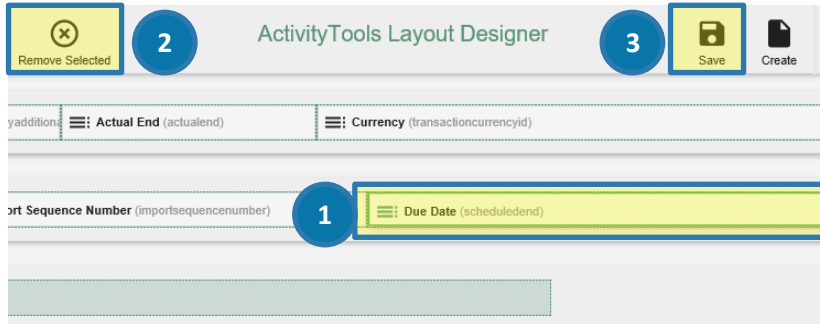 ActivityTools Layout Designer
2
3
Remove Selected
Save
Create
Actual End (actualend)
Currency (transactioncurrencyid)
Sequence Number (importsequencenumber)
1
Due Date (scheduledend)